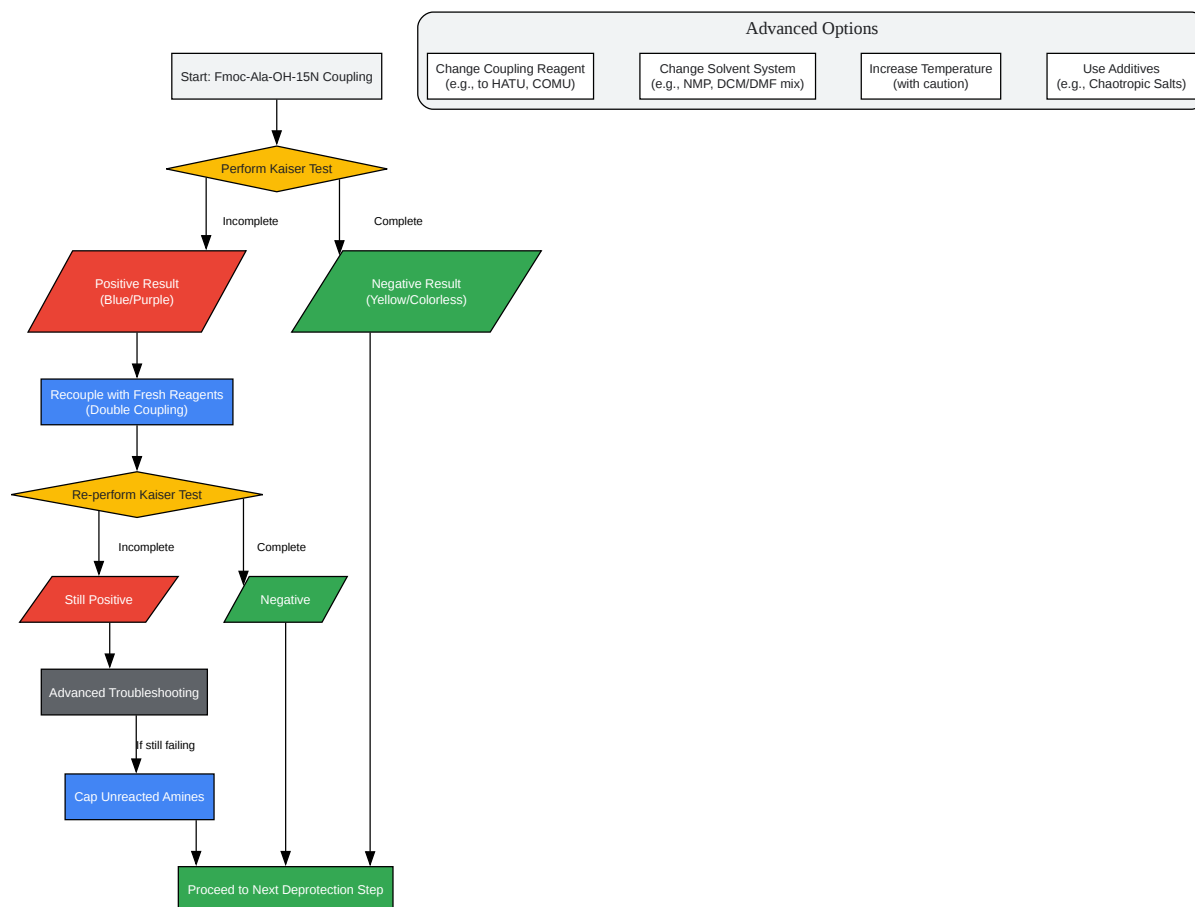 Advanced Options
Start: Fmoc-Ala-OH-15N Coupling
Change Coupling Reagent
(e.g., to HATU, COMU)
Change Solvent System
(e.g., NMP, DCM/DMF mix)
Increase Temperature
(with caution)
Use Additives
(e.g., Chaotropic Salts)
Perform Kaiser Test
Incomplete
Complete
Positive Result
(Blue/Purple)
Negative Result
(Yellow/Colorless)
Recouple with Fresh Reagents
(Double Coupling)
Re-perform Kaiser Test
Incomplete
Complete
Still Positive
Negative
Advanced Troubleshooting
If still failing
Cap Unreacted Amines
Proceed to Next Deprotection Step